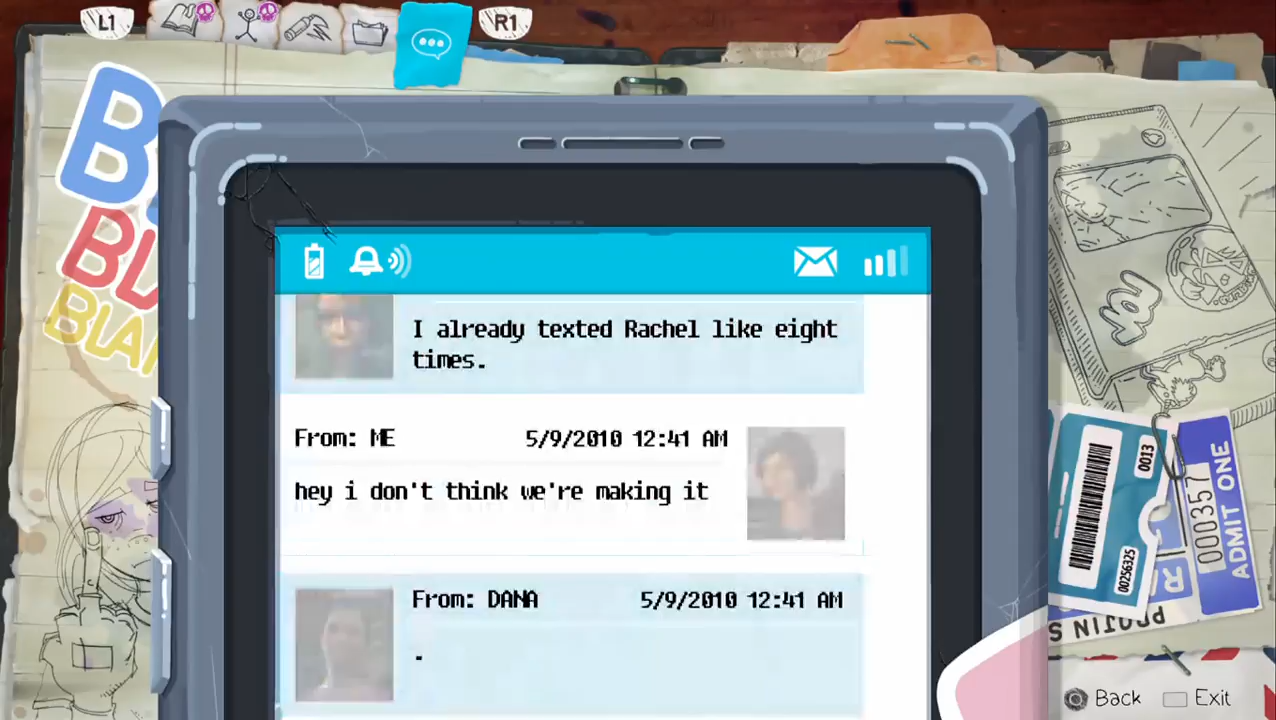 L1
R1
I already texted Rachel like eight
times.
From: ME 5/9/2010 12:41 AM
hey i don't think we're making it
From: DANA 5/9/2010 12:41 AM
.
0013
00256325
000357
ADMIT ONE
Back
Exit